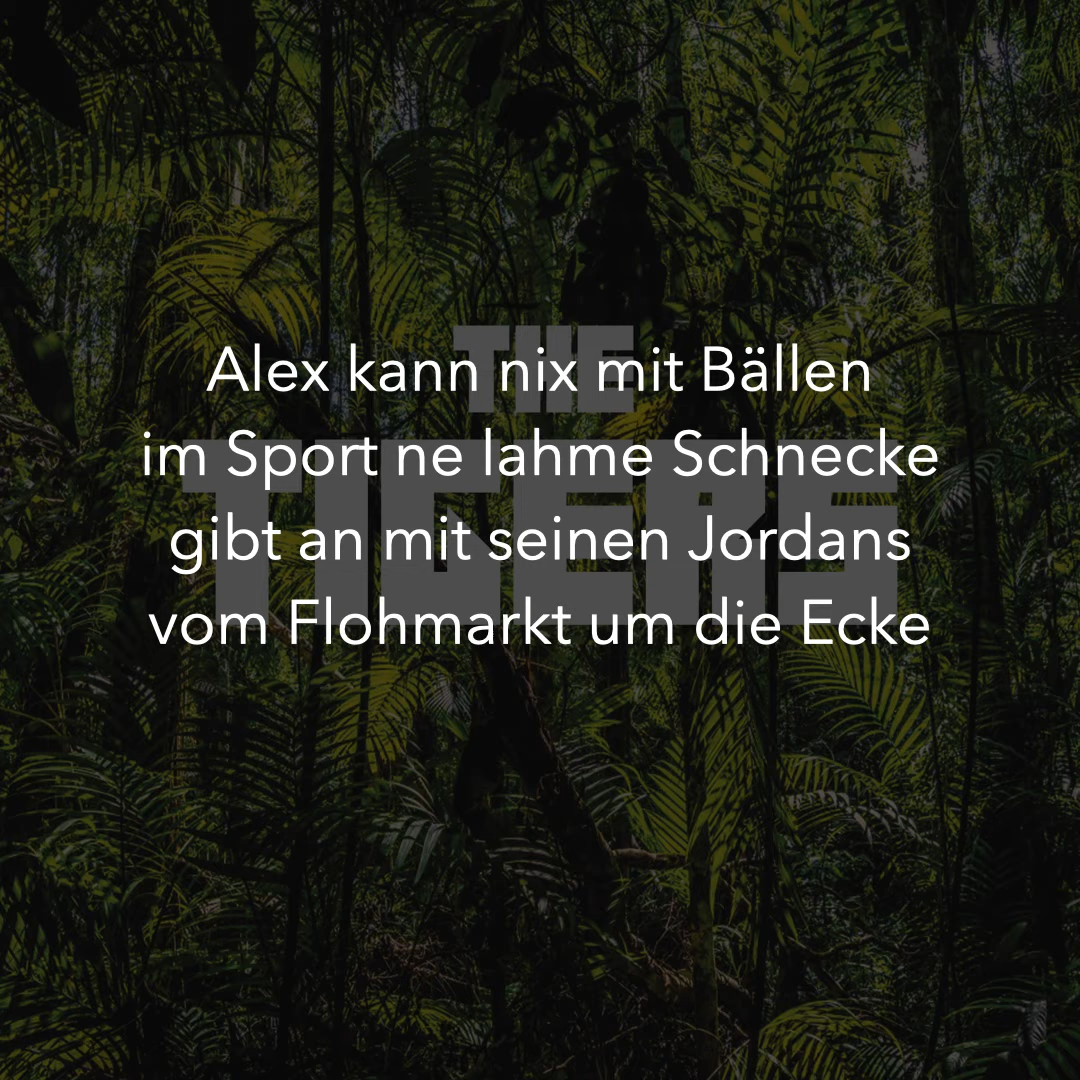 THE
TIGERS
Alex kann nix mit Bällen
im Sport ne lahme Schnecke
gibt an mit seinen Jordans
vom Flohmarkt um die Ecke